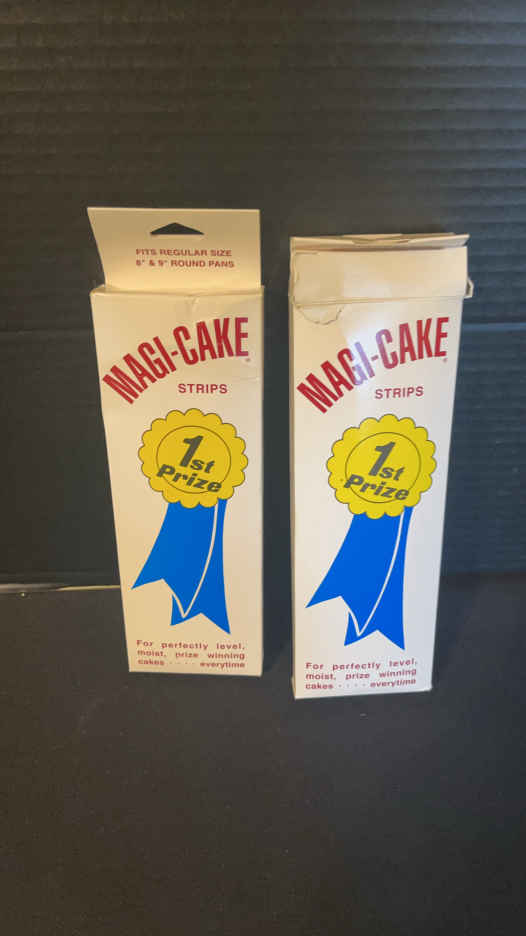 FITS REGULAR SIZE
8" & 9" ROUND PANS
MAGI-CAKE®
STRIPS
1st
Prize
For perfectly level,
moist, prize winning
cakes · · · · everytime
MAGI-CAKE®
STRIPS
1st
Prize
For perfectly level,
moist, prize winning
cakes · · · · everytime